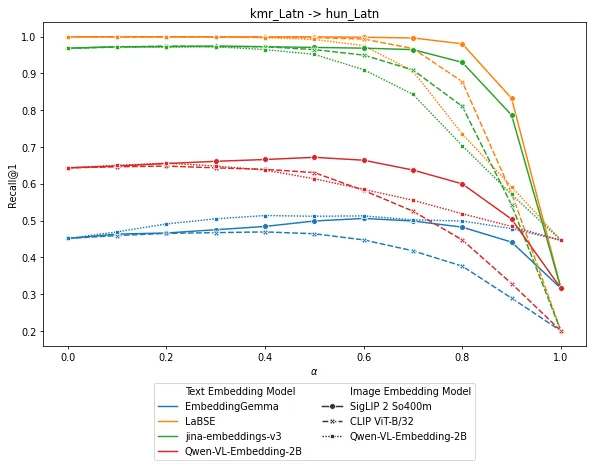 kmr_Latn -> hun_Latn
Recall@1
1.0
0.9
0.8
0.7
0.6
0.5
0.4
0.3
0.2
0.0 0.2 0.4 0.6 0.8 1.0
α
Text Embedding Model
EmbeddingGemma
LaBSE
jina-embeddings-v3
Qwen-VL-Embedding-2B
Image Embedding Model
SigLIP 2 So400m
CLIP ViT-B/32
Qwen-VL-Embedding-2B